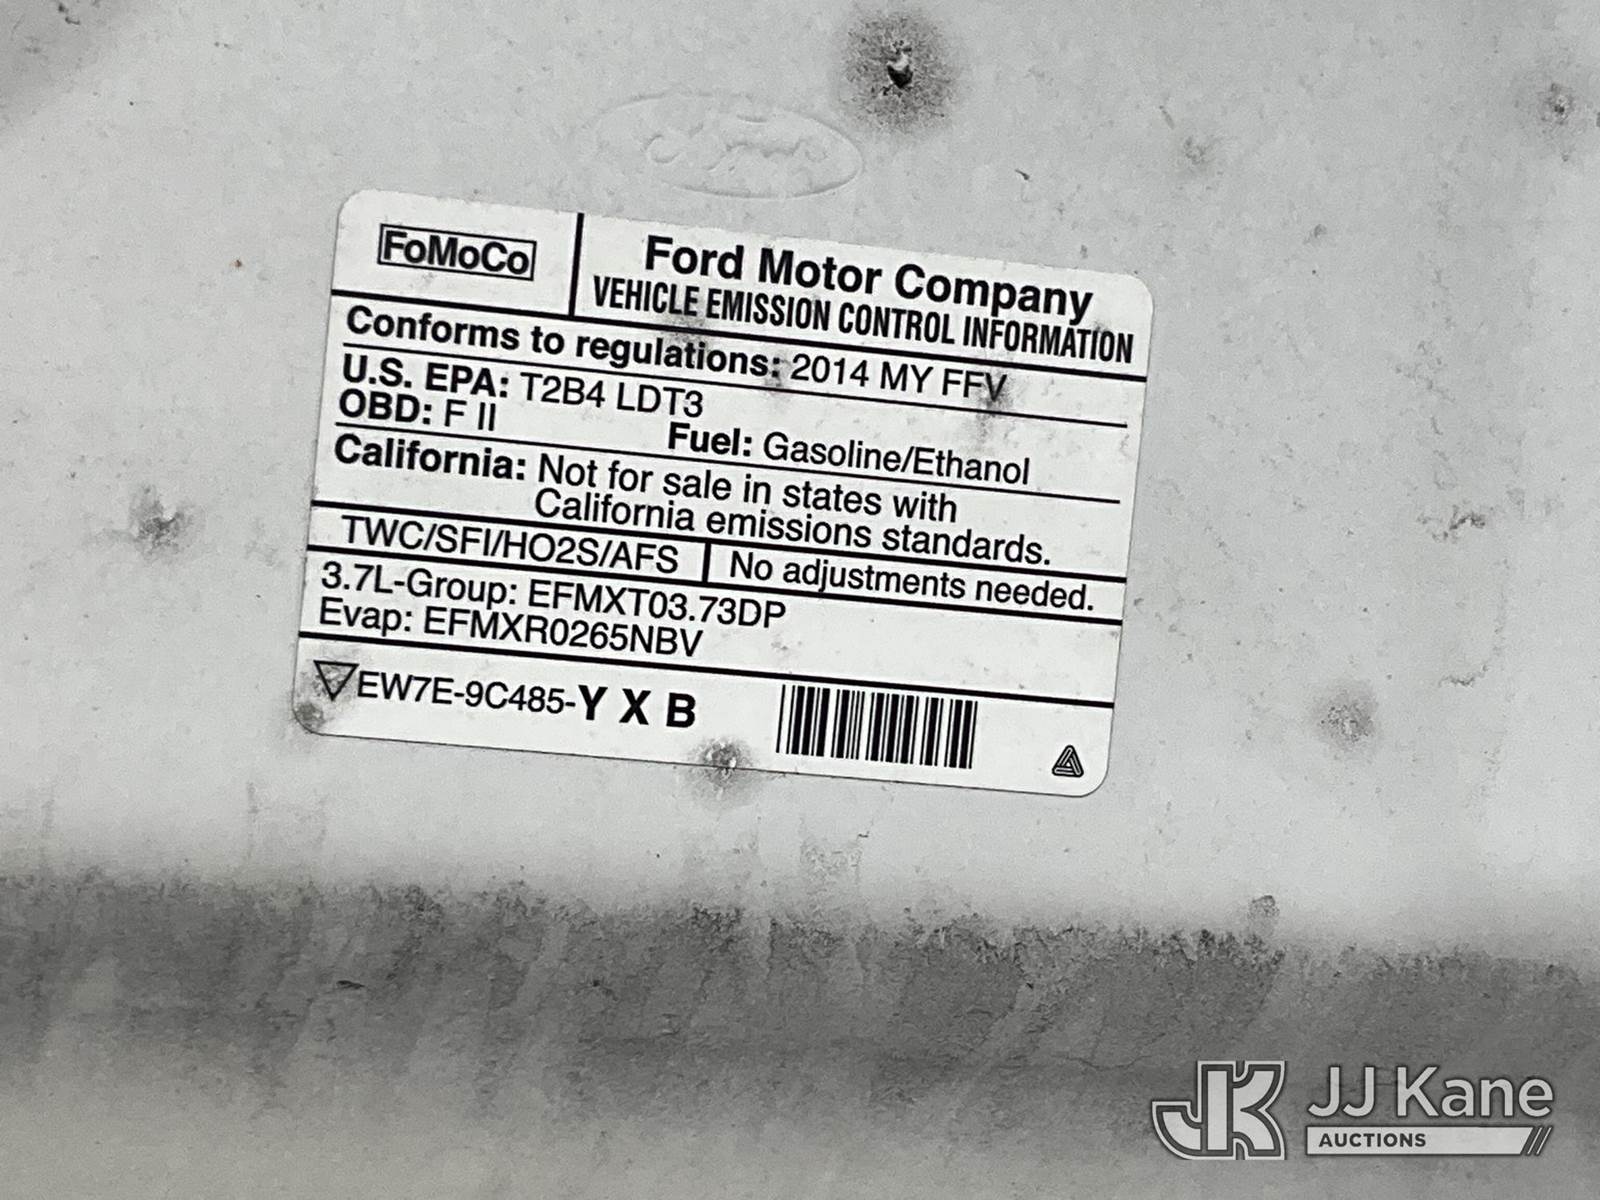 Ford
FoMoCo
Ford Motor Company
VEHICLE EMISSION CONTROL INFORMATION
Conforms to regulations: 2014 MY FFV
U.S. EPA: T2B4 LDT3
OBD: F II Fuel: Gasoline/Ethanol
California: Not for sale in states with
California emissions standards.
TWC/SFI/HO2S/AFS No adjustments needed.
3.7L-Group: EFMXT03.73DP
Evap: EFMXR0265NBV
EW7E-9C485-Y X B
JK JJ Kane
AUCTIONS